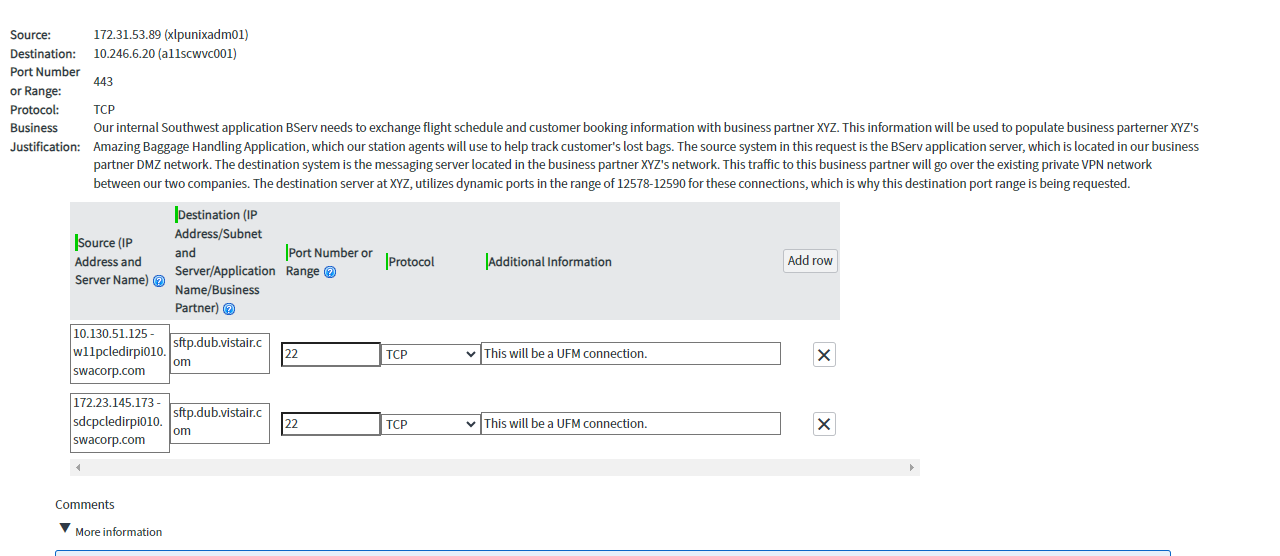 Source: 172.31.53.89 (xlpunixadm01)
Destination: 10.246.6.20 (a11scwvc001)
Port Number
or Range: 443
Protocol: TCP
Business Our internal Southwest application BServ needs to exchange flight schedule and customer booking information with business partner XYZ. This information will be used to populate business parterner XYZ's
Justification: Amazing Baggage Handling Application, which our station agents will use to help track customer's lost bags. The source system in this request is the BServ application server, which is located in our business
partner DMZ network. The destination system is the messaging server located in the business partner XYZ's network. This traffic to this business partner will go over the existing private VPN network
between our two companies. The destination server at XYZ, utilizes dynamic ports in the range of 12578-12590 for these connections, which is why this destination port range is being requested.
Source (IP
Address and
Server Name) ?
Destination (IP
Address/Subnet
and
Server/Application
Name/Business
Partner) ?
Port Number or
Range ?
Protocol
Additional Information
Add row
10.130.51.125 -
w11pcledirpi010.
swacorp.com
sftp.dub.vistair.c
om
22
TCP
This will be a UFM connection.
172.23.145.173 -
sdcpcledirpi010.
swacorp.com
sftp.dub.vistair.c
om
22
TCP
This will be a UFM connection.
Comments
More information